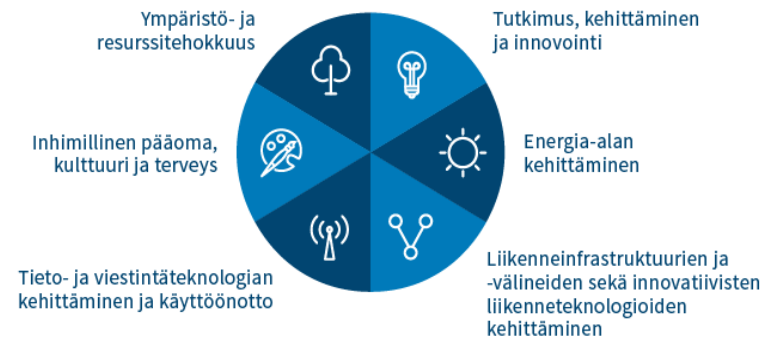 Ympäristö- ja
resurssitehokkuus
Tutkimus, kehittäminen
ja innovointi
Inhimillinen pääoma,
kulttuuri ja terveys
Energia-alan
kehittäminen
Tieto- ja viestintäteknologian
kehittäminen ja käyttöönotto
Liikenneinfrastruktuurien ja
-välineiden sekä innovatiivisten
liikenneteknologioiden
kehittäminen